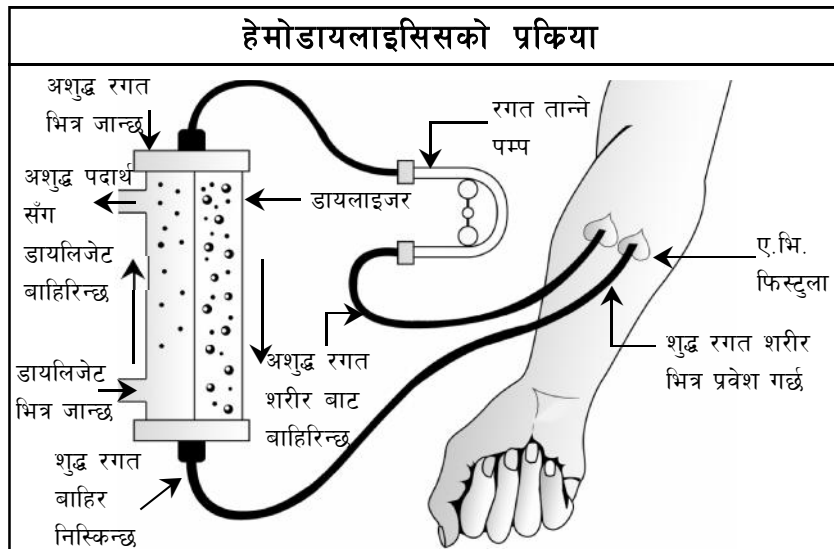 हेमोडायलाइसिसको प्रक्रिया
अशुद्ध रगत
भित्र जान्छ
रगत तान्ने
पम्प
अशुद्ध पदार्थ
सँग
डायलिजेट
बाहिरिन्छ
डायलाइजर
ए.भि.
फिस्टुला
शुद्ध रगत शरीर
भित्र प्रवेश गर्छ
अशुद्ध रगत
शरीर बाट
बाहिरिन्छ
डायलिजेट
भित्र जान्छ
शुद्ध रगत
बाहिर
निस्किन्छ